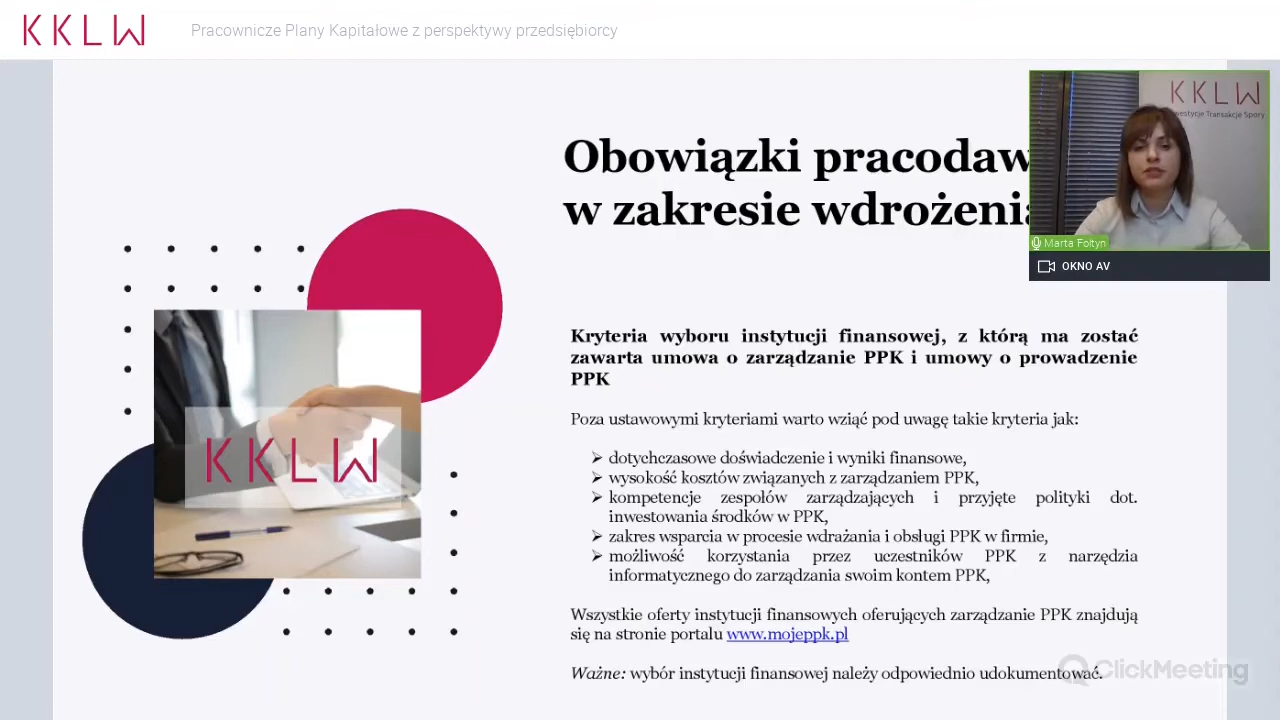 KKLW
Pracownicze Plany Kapitałowe z perspektywy przedsiębiorcy
Obowiązki pracodaw
w zakresie wdrożenia
KKLW
westycje Transakcje Spory
Marta Foltyn
OKNO AV
KKLW
Kryteria wyboru instytucji finansowej, z którą ma zostać
zawarta umowa o zarządzanie PPK i umowy o prowadzenie
PPK
Poza ustawowymi kryteriami warto wziąć pod uwagę takie kryteria jak:
➢ dotychczasowe doświadczenie i wyniki finansowe,
➢ wysokość kosztów związanych z zarządzaniem PPK,
➢ kompetencje zespołów zarządzających i przyjęte polityki dot.
inwestowania środków w PPK,
➢ zakres wsparcia w procesie wdrażania i obsługi PPK w firmie,
➢ możliwość korzystania przez uczestników PPK z narzędzia
informatycznego do zarządzania swoim kontem PPK,
Wszystkie oferty instytucji finansowych oferujących zarządzanie PPK znajdują
się na stronie portalu www.mojeppk.pl
Ważne: wybór instytucji finansowej należy odpowiednio udokumentować.
ClickMeeting